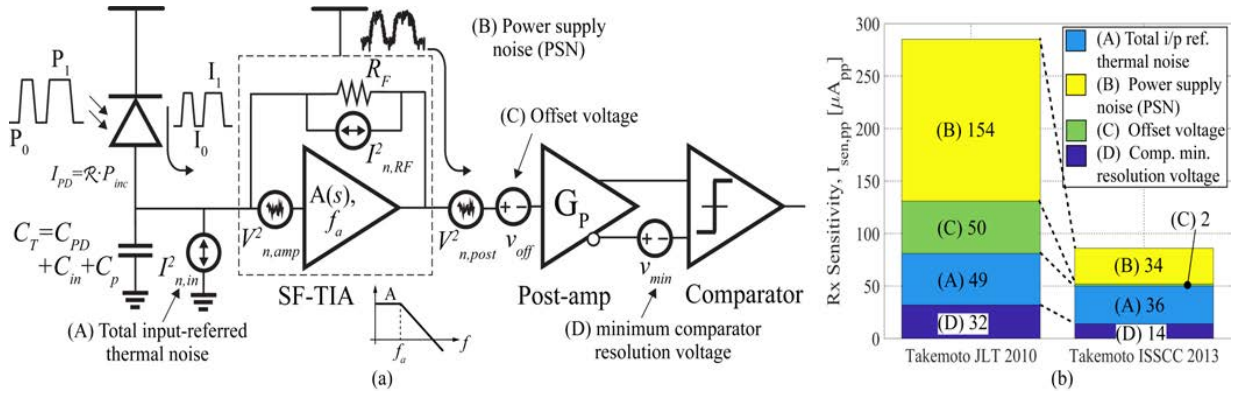 (B) Power supply
noise (PSN)
P₁
P₀
I₁
I₀
R_F
I²ₙ,RF
(C) Offset voltage
I_PD=ℛ·P_inc
A(s),
fₐ
G_P
C_T=C_PD
+C_in+C_p
I²n,in
V²n,amp
V²n,post
v_off
v_min
SF-TIA
Post-amp
Comparator
(A) Total input-referred
thermal noise
A
fₐ
f
(D) minimum comparator
resolution voltage
(a)
Rx Sensitivity, I_sen,pp [μA_pp]
300
250
200
150
100
50
0
(A) Total i/p ref.
thermal noise
(B) Power supply
noise (PSN)
(C) Offset voltage
(D) Comp. min.
resolution voltage
(B) 154
(C) 50
(A) 49
(D) 32
(C) 2
(B) 34
(A) 36
(D) 14
Takemoto JLT 2010
Takemoto ISSCC 2013
(b)